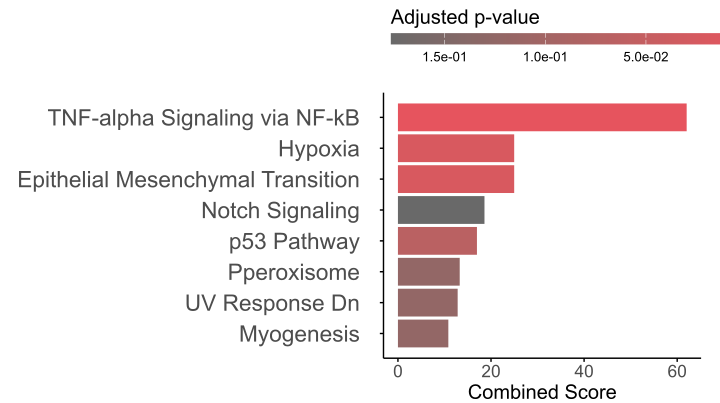 Adjusted p-value
1.5e-01 1.0e-01 5.0e-02
TNF-alpha Signaling via NF-kB
Hypoxia
Epithelial Mesenchymal Transition
Notch Signaling
p53 Pathway
Pperoxisome
UV Response Dn
Myogenesis
0 20 40 60
Combined Score